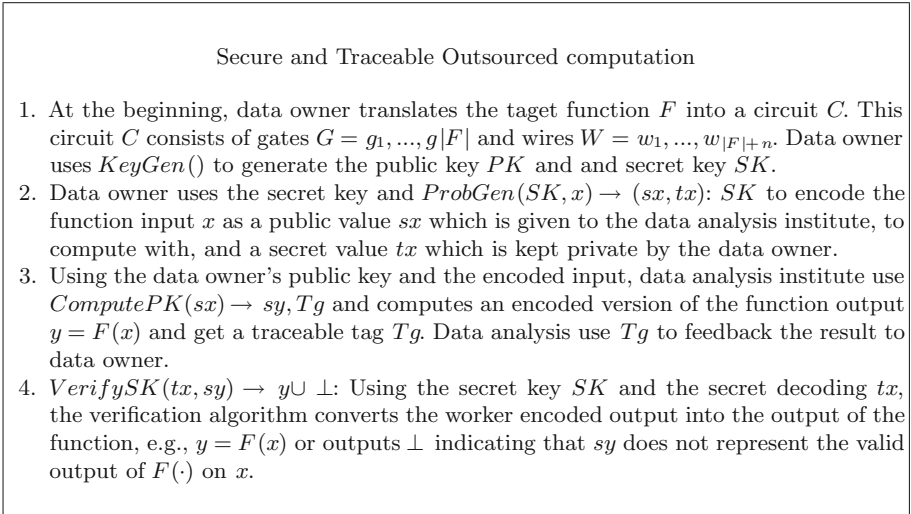 Secure and Traceable Outsourced computation
1. At the beginning, data owner translates the taget function F into a circuit C. This
circuit C consists of gates G = g₁, ..., g|F| and wires W = w₁, ..., w|F|+n. Data owner
uses KeyGen() to generate the public key PK and and secret key SK.
2. Data owner uses the secret key and ProbGen(SK, x) → (sx, tx): SK to encode the
function input x as a public value sx which is given to the data analysis institute, to
compute with, and a secret value tx which is kept private by the data owner.
3. Using the data owner's public key and the encoded input, data analysis institute use
ComputePK(sx) → sy, Tg and computes an encoded version of the function output
y = F(x) and get a traceable tag Tg. Data analysis use Tg to feedback the result to
data owner.
4. VerifySK(tx, sy) → y∪ ⊥: Using the secret key SK and the secret decoding tx,
the verification algorithm converts the worker encoded output into the output of the
function, e.g., y = F(x) or outputs ⊥ indicating that sy does not represent the valid
output of F(·) on x.